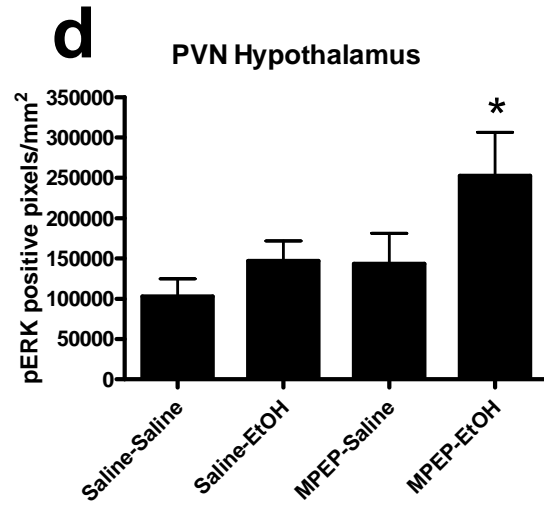 d
PVN Hypothalamus
pERK positive pixels/mm²
350000
300000
250000
200000
150000
100000
50000
0
*
Saline-Saline
Saline-EtOH
MPEP-Saline
MPEP-EtOH